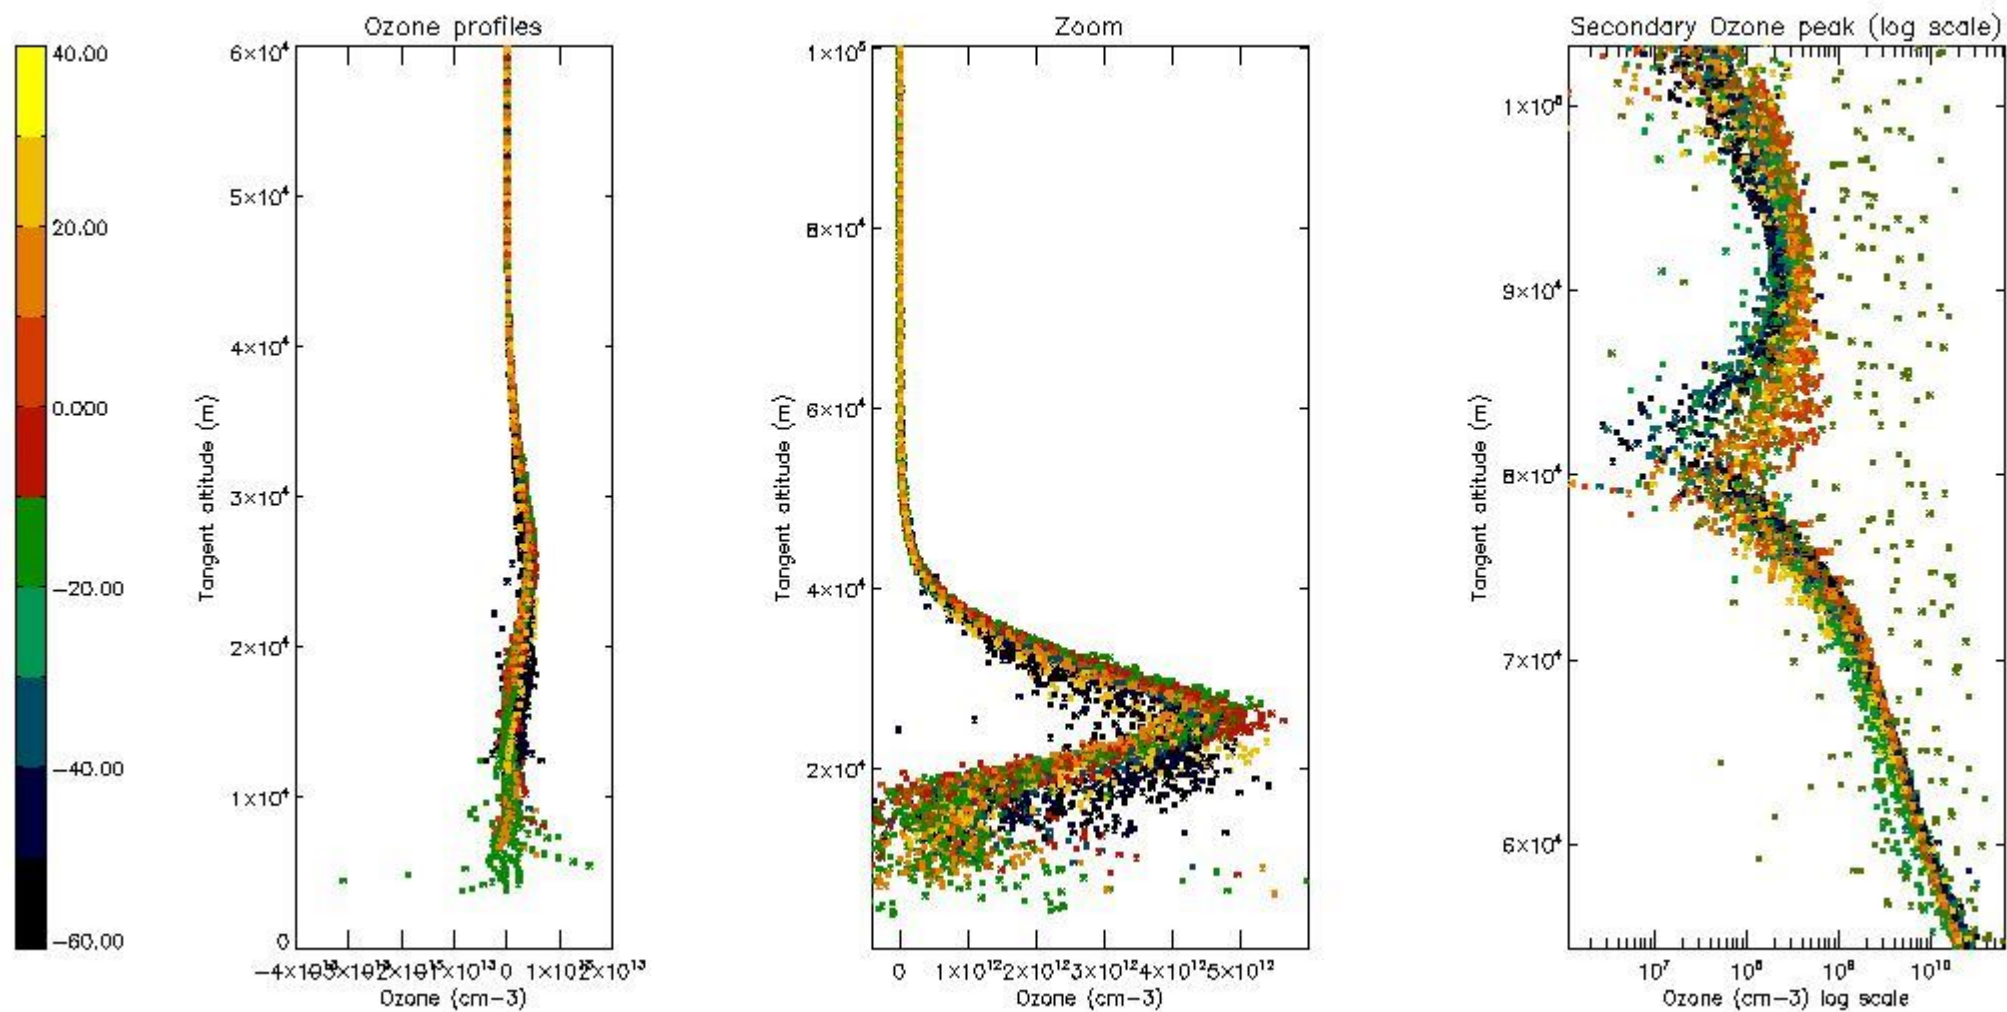 Ozone profiles
Zoom
Secondary Ozone peak (log scale)
40.00
20.00
0.000
−20.00
−40.00
−60.00
6×10⁴
5×10⁴
4×10⁴
3×10⁴
2×10⁴
1×10⁴
0
Tangent altitude (m)
0
Ozone (cm−3)
1×10⁵
8×10⁴
6×10⁴
4×10⁴
2×10⁴
Tangent altitude (m)
0 1×10¹² 2×10¹² 3×10¹² 4×10¹² 5×10¹²
Ozone (cm−3)
9×10⁴
8×10⁴
7×10⁴
6×10⁴
Tangent altitude (m)
10⁷ 10⁸ 10⁹ 10¹⁰
Ozone (cm−3) log scale